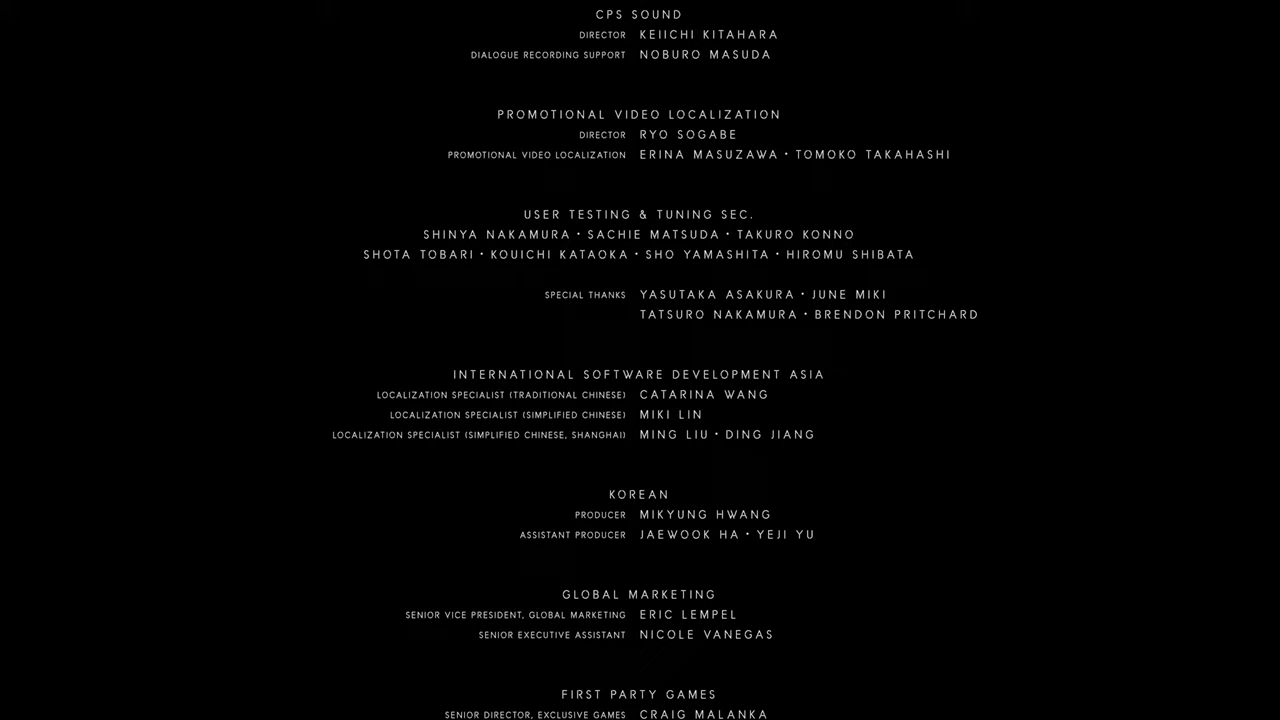 CPS SOUND
DIRECTOR KEIICHI KITAHARA
DIALOGUE RECORDING SUPPORT NOBURO MASUDA
PROMOTIONAL VIDEO LOCALIZATION
DIRECTOR RYO SOGABE
PROMOTIONAL VIDEO LOCALIZATION ERINA MASUZAWA • TOMOKO TAKAHASHI
USER TESTING & TUNING SEC.
SHINYA NAKAMURA • SACHIE MATSUDA • TAKURO KONNO
SHOTA TOBARI • KOUICHI KATAOKA • SHO YAMASHITA • HIROMU SHIBATA
SPECIAL THANKS YASUTAKA ASAKURA • JUNE MIKI
TATSURO NAKAMURA • BRENDON PRITCHARD
INTERNATIONAL SOFTWARE DEVELOPMENT ASIA
LOCALIZATION SPECIALIST (TRADITIONAL CHINESE) CATARINA WANG
LOCALIZATION SPECIALIST (SIMPLIFIED CHINESE) MIKI LIN
LOCALIZATION SPECIALIST (SIMPLIFIED CHINESE, SHANGHAI) MING LIU • DING JIANG
KOREAN
PRODUCER MIKYUNG HWANG
ASSISTANT PRODUCER JAEWOOK HA • YEJI YU
GLOBAL MARKETING
SENIOR VICE PRESIDENT, GLOBAL MARKETING ERIC LEMPEL
SENIOR EXECUTIVE ASSISTANT NICOLE VANEGAS
FIRST PARTY GAMES
SENIOR DIRECTOR, EXCLUSIVE GAMES CRAIG MALANKA